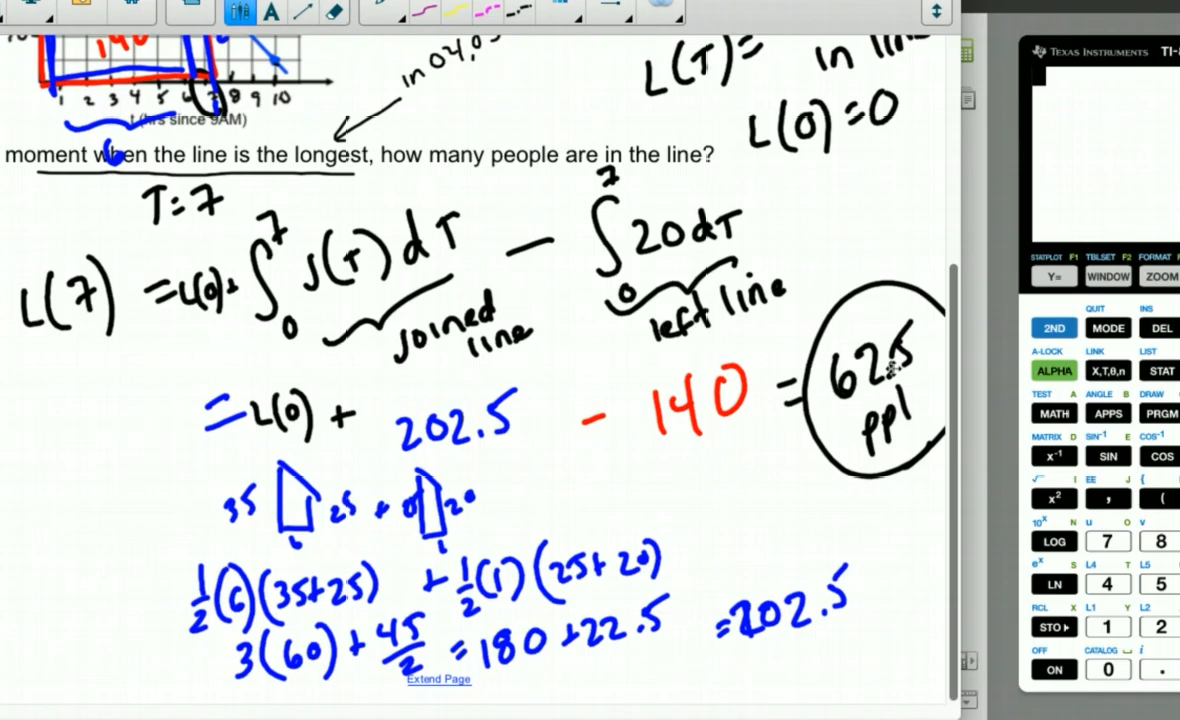 140
1 2 3 4 5 6 7 8 9 10
t (hrs since 9AM)
6
L(T)=
in line
L(0)=0
moment when the line is the longest, how many people are in the line?
T=7
L(7) = L(0)+ ∫₀⁷ J(T) dT — ∫₀⁷ 20 dT
joined line
left line
= L(0) + 202.5 - 140 = 62.5 ppl
35 25 + 20
6 1
1/2(6)(35+25) + 1/2(1)(25+20)
3(60) + 45/2 = 180 + 22.5 = 202.5
Extend Page
TEXAS INSTRUMENTS TI-
STATPLOT F1 TBLSET F2 FORMAT F
Y= WINDOW ZOOM
QUIT INS
2ND MODE DEL
A-LOCK LINK LIST
ALPHA X,T,θ,n STAT
TEST A ANGLE B DRAW
MATH APPS PRGM
MATRIX D SIN⁻¹ E COS⁻¹
x⁻¹ SIN COS
√ I EE J {
x² , (
10ˣ N u O v
LOG 7 8
eˣ S L4 T L5
LN 4 5
RCL X L1 Y L2
STO▸ 1 2
OFF CATALOG i
ON 0 .